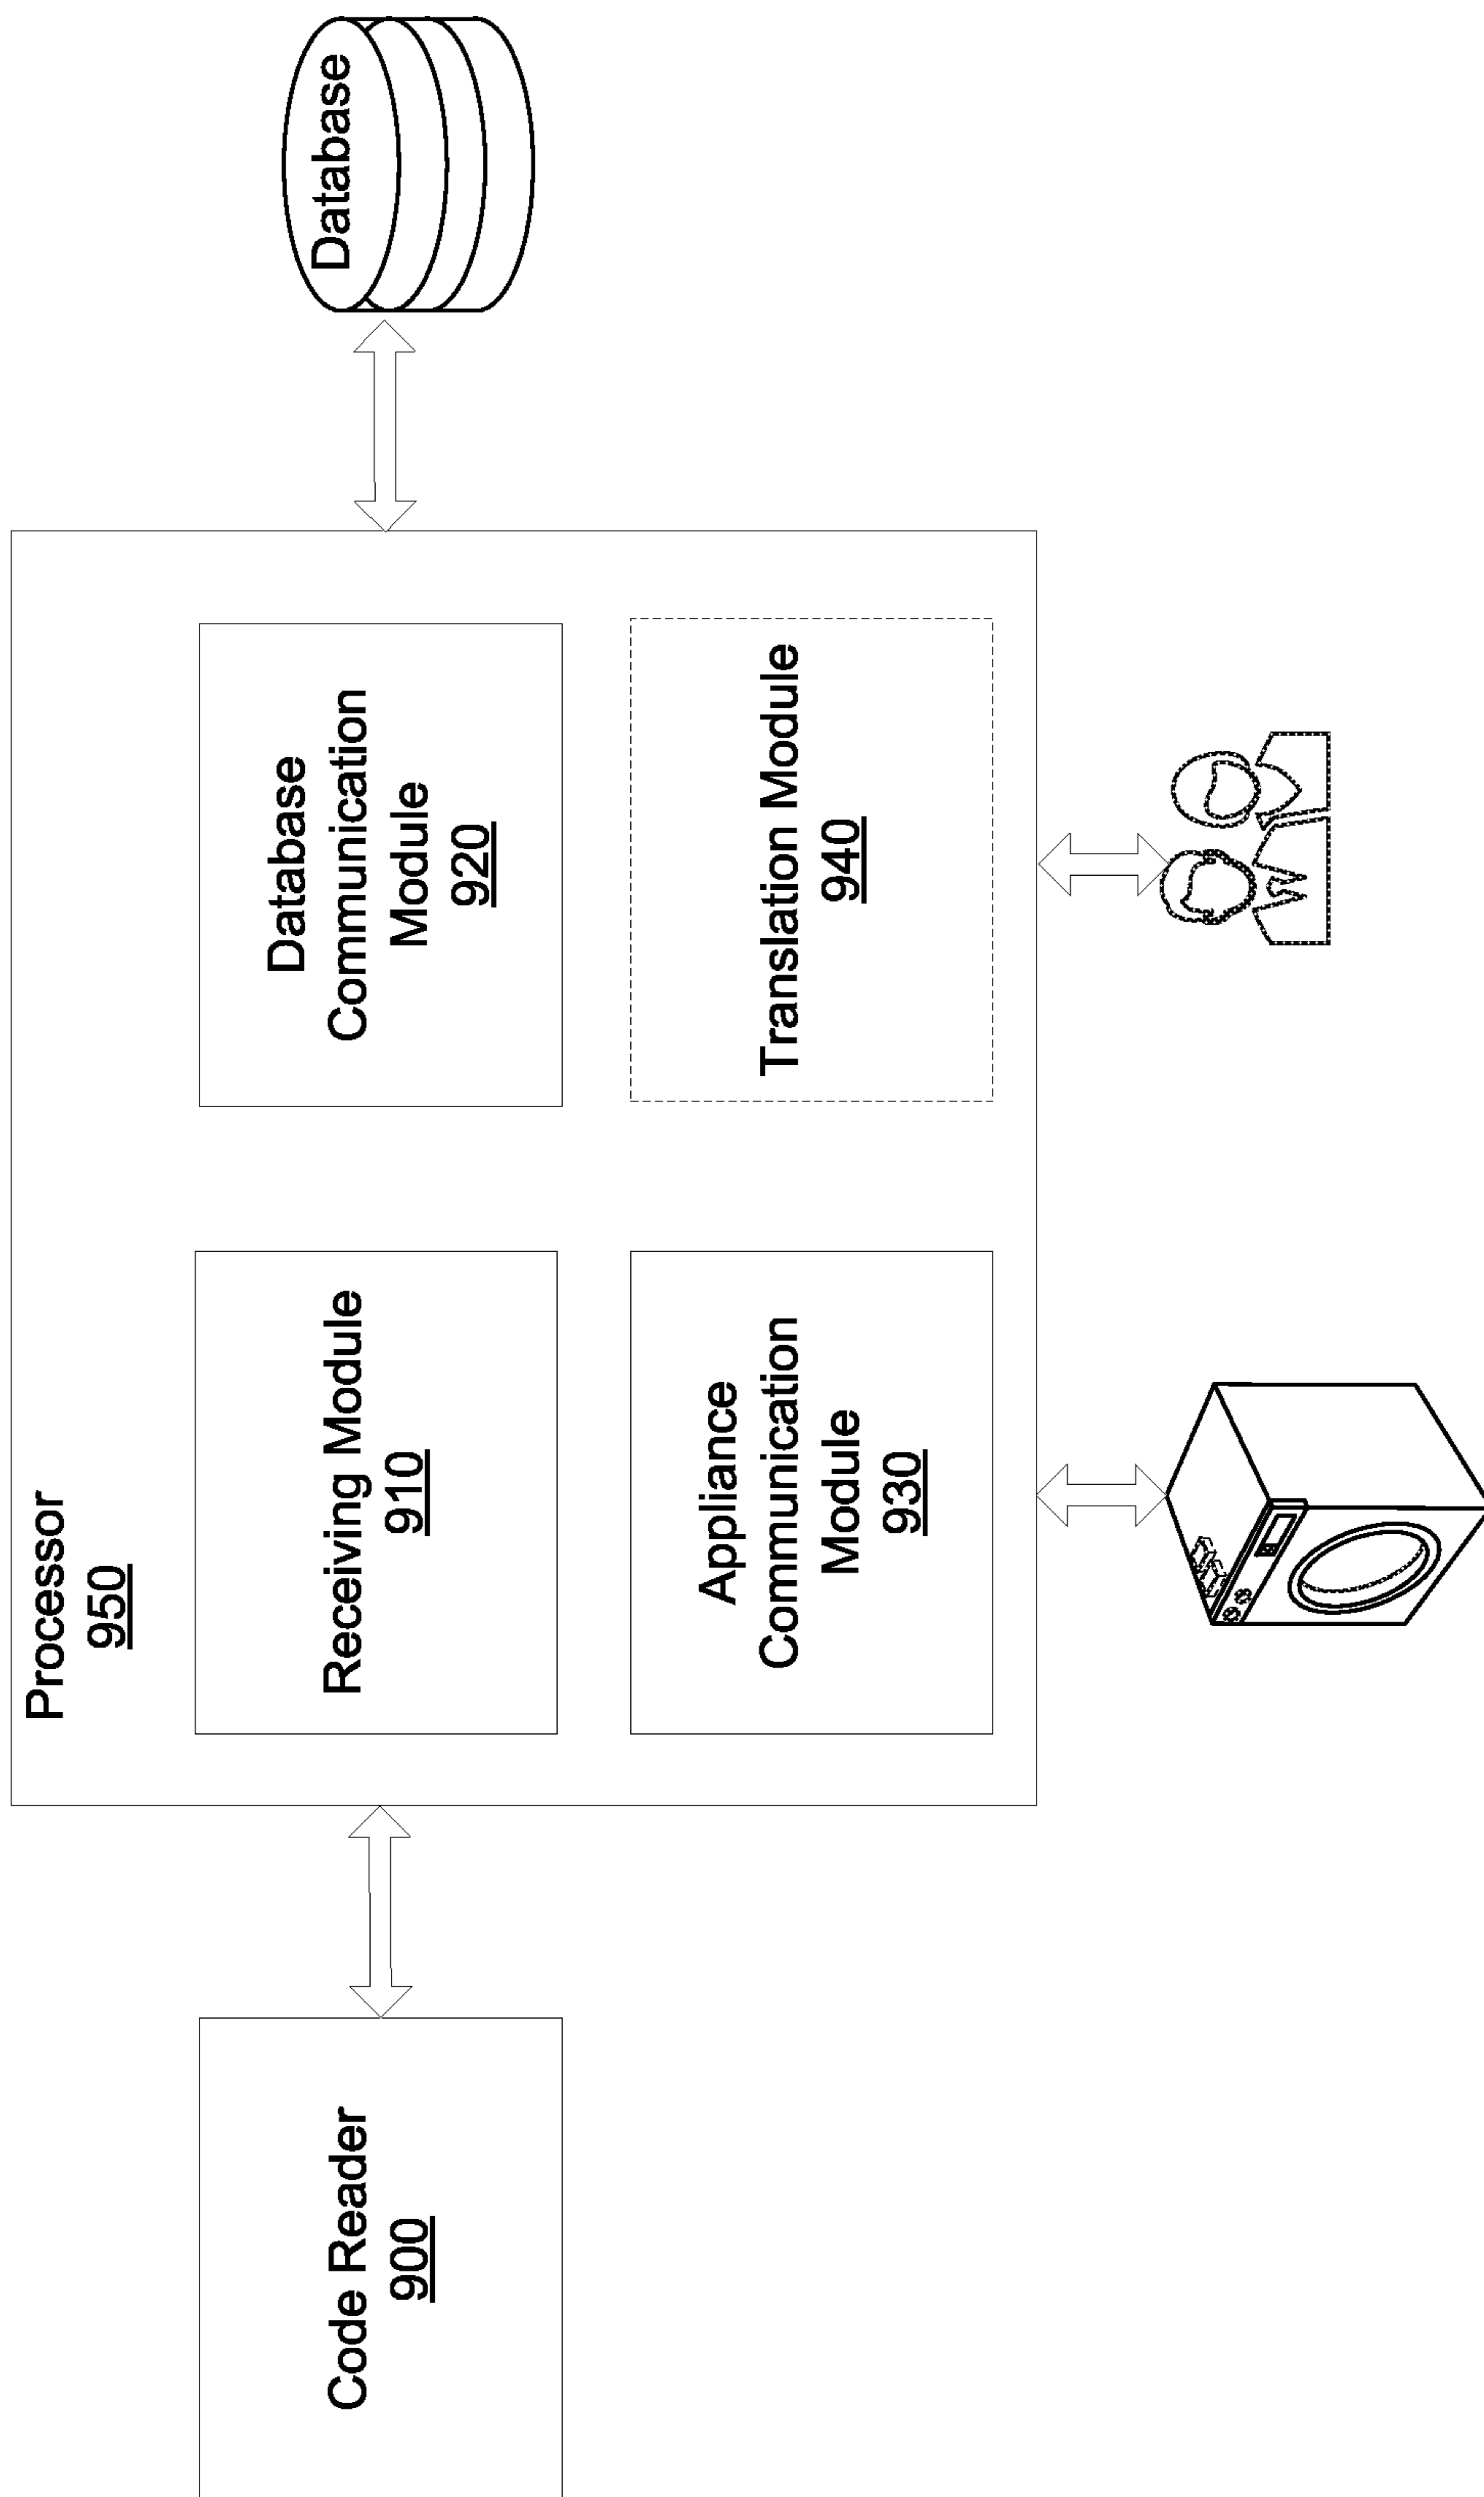 Processor
950
Code Reader
900
Receiving Module
910
Database
Communication
Module
920
Database
Appliance
Communication
Module
930
Translation Module
940